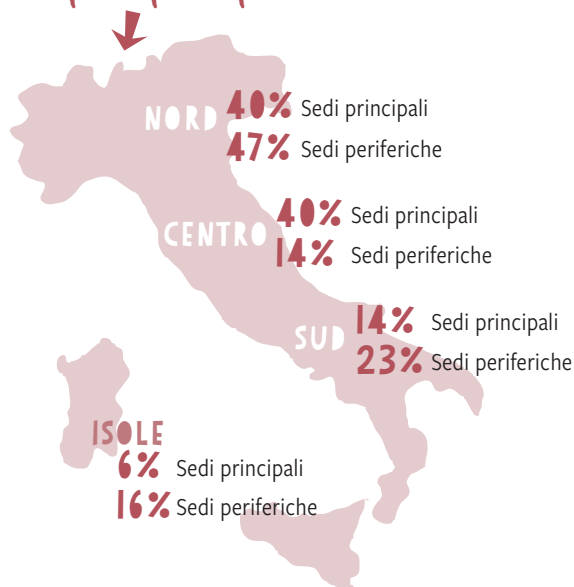 NORD 40% Sedi principali
47% Sedi periferiche
CENTRO 40% Sedi principali
14% Sedi periferiche
SUD 14% Sedi principali
23% Sedi periferiche
ISOLE
6% Sedi principali
16% Sedi periferiche